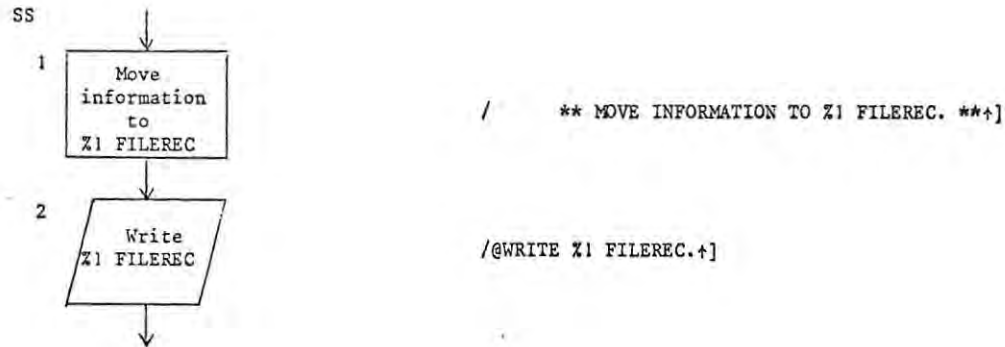 SS
1
Move
information
to
%1 FILEREC
/ ** MOVE INFORMATION TO %1 FILEREC. **↑]
2
Write
%1 FILEREC
/@WRITE %1 FILEREC.↑]